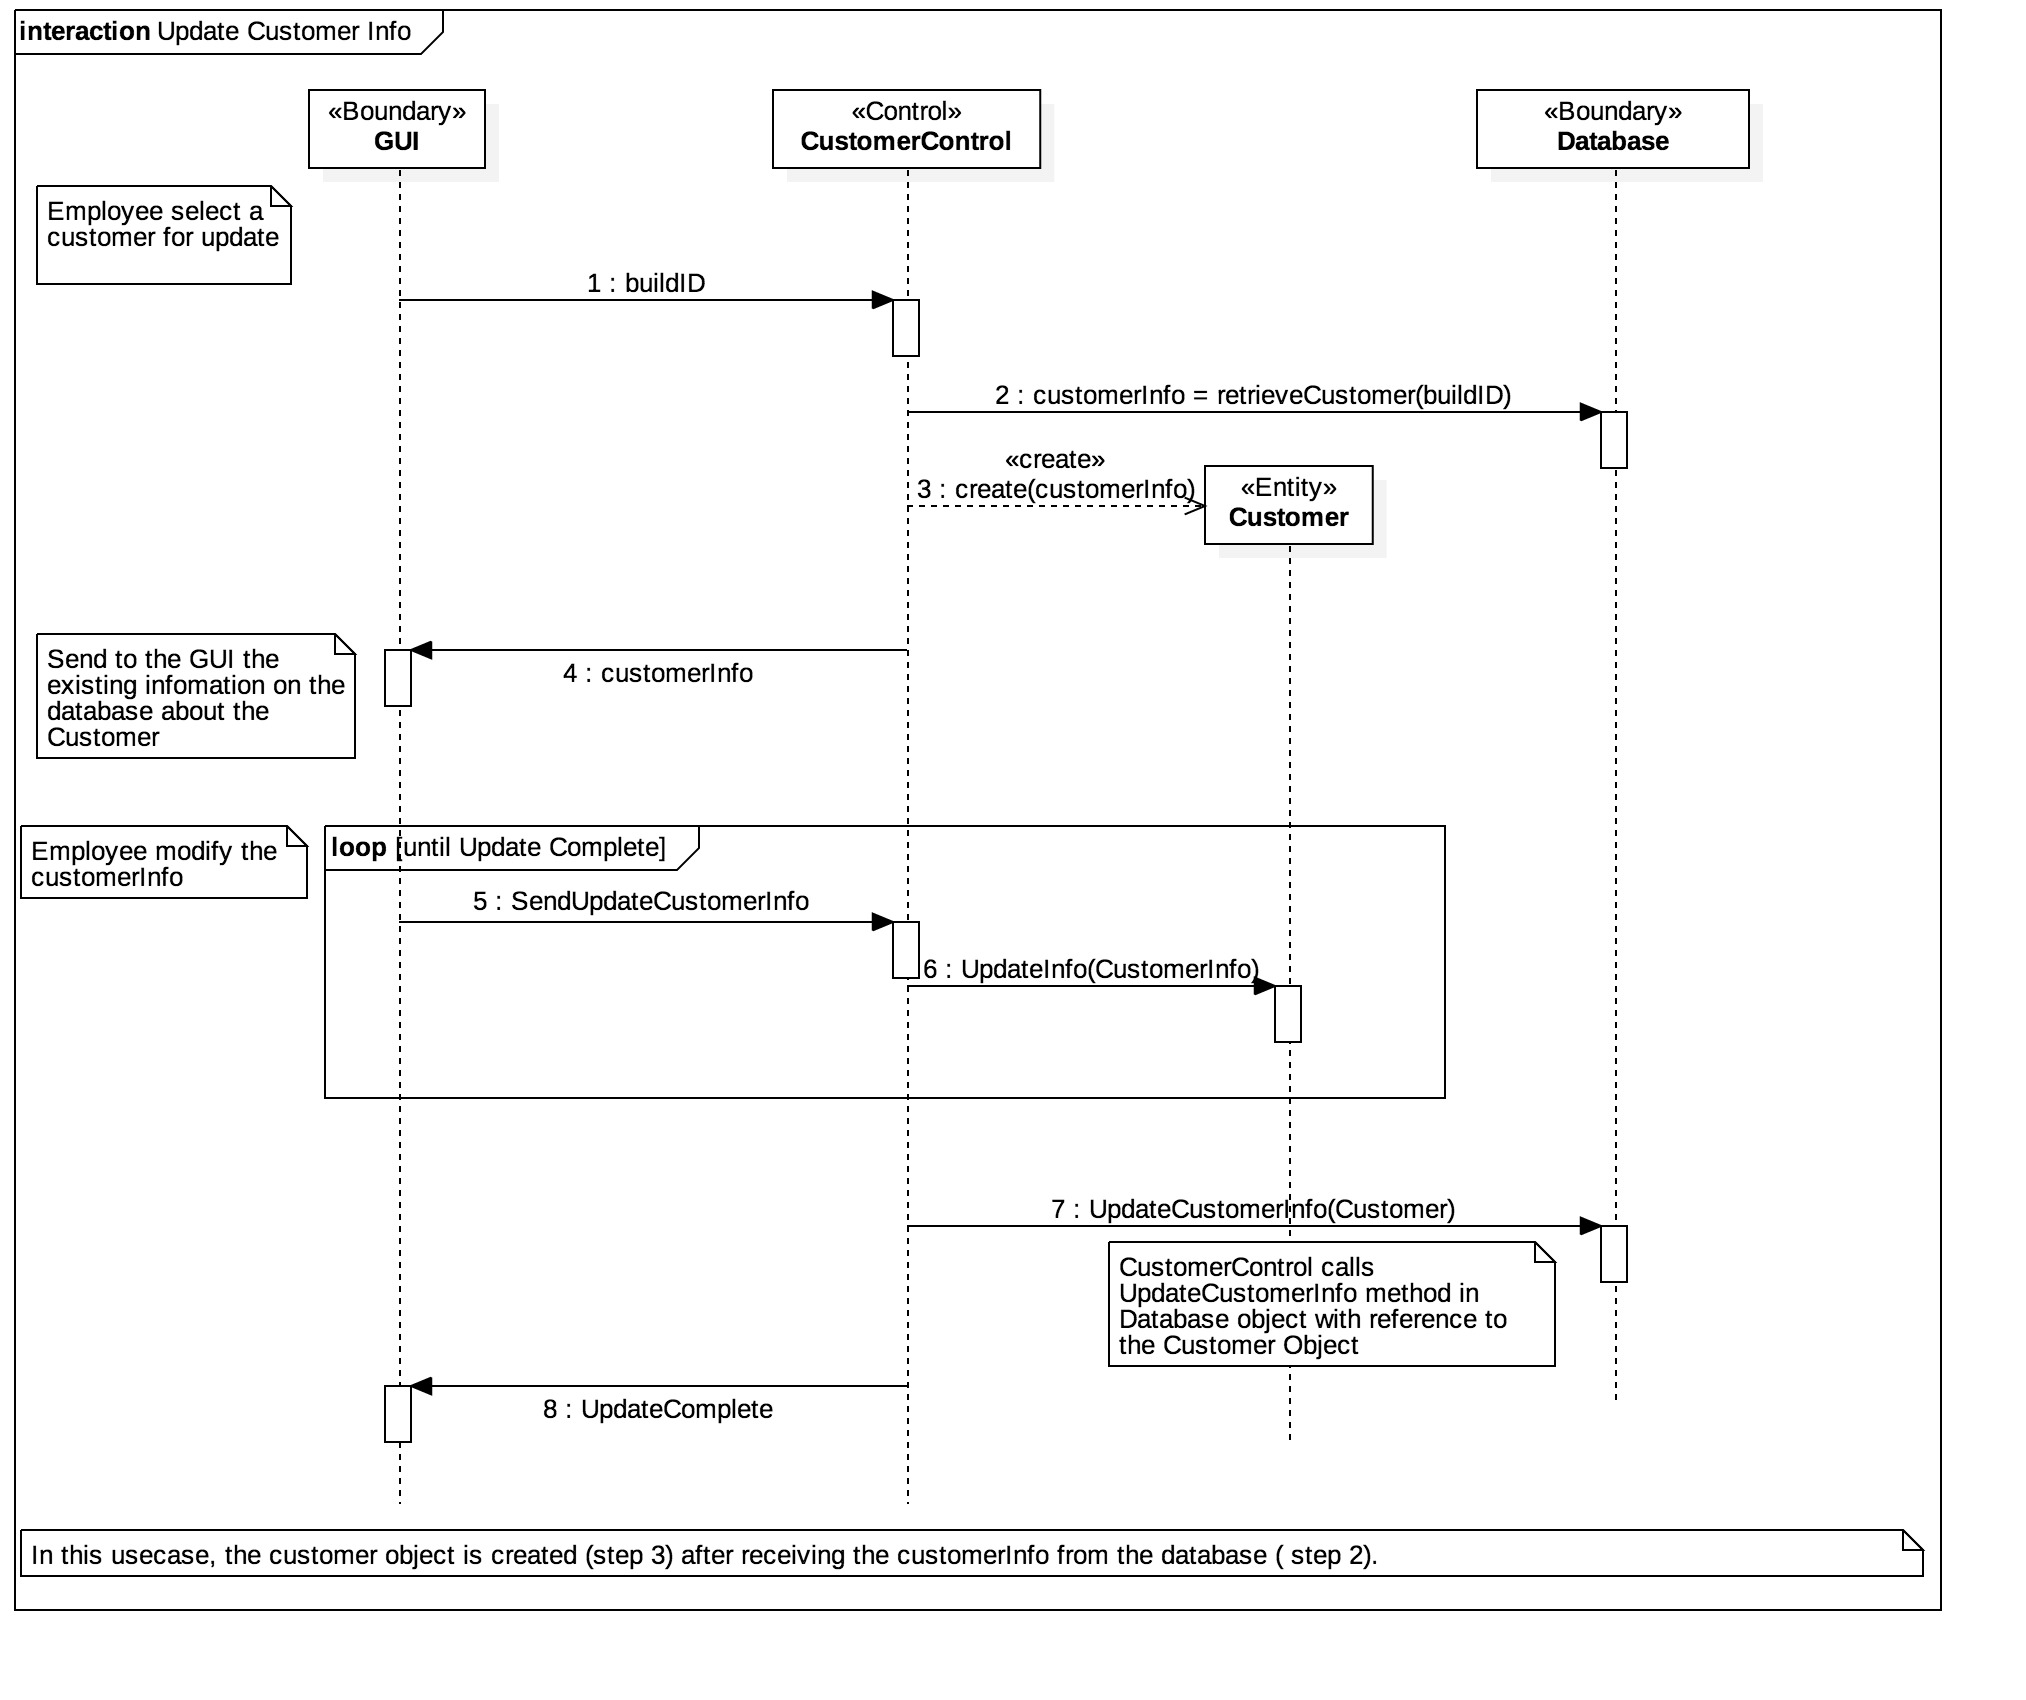 interaction Update Customer Info
«Boundary»
GUI
«Control»
CustomerControl
«Boundary»
Database
Employee select a
customer for update
1 : buildID
2 : customerInfo = retrieveCustomer(buildID)
«create»
3 : create(customerInfo)
«Entity»
Customer
Send to the GUI the
existing infomation on the
database about the
Customer
4 : customerInfo
Employee modify the
customerInfo
loop [until Update Complete]
5 : SendUpdateCustomerInfo
6 : UpdateInfo(CustomerInfo)
7 : UpdateCustomerInfo(Customer)
CustomerControl calls
UpdateCustomerInfo method in
Database object with reference to
the Customer Object
8 : UpdateComplete
In this usecase, the customer object is created (step 3) after receiving the customerInfo from the database ( step 2).